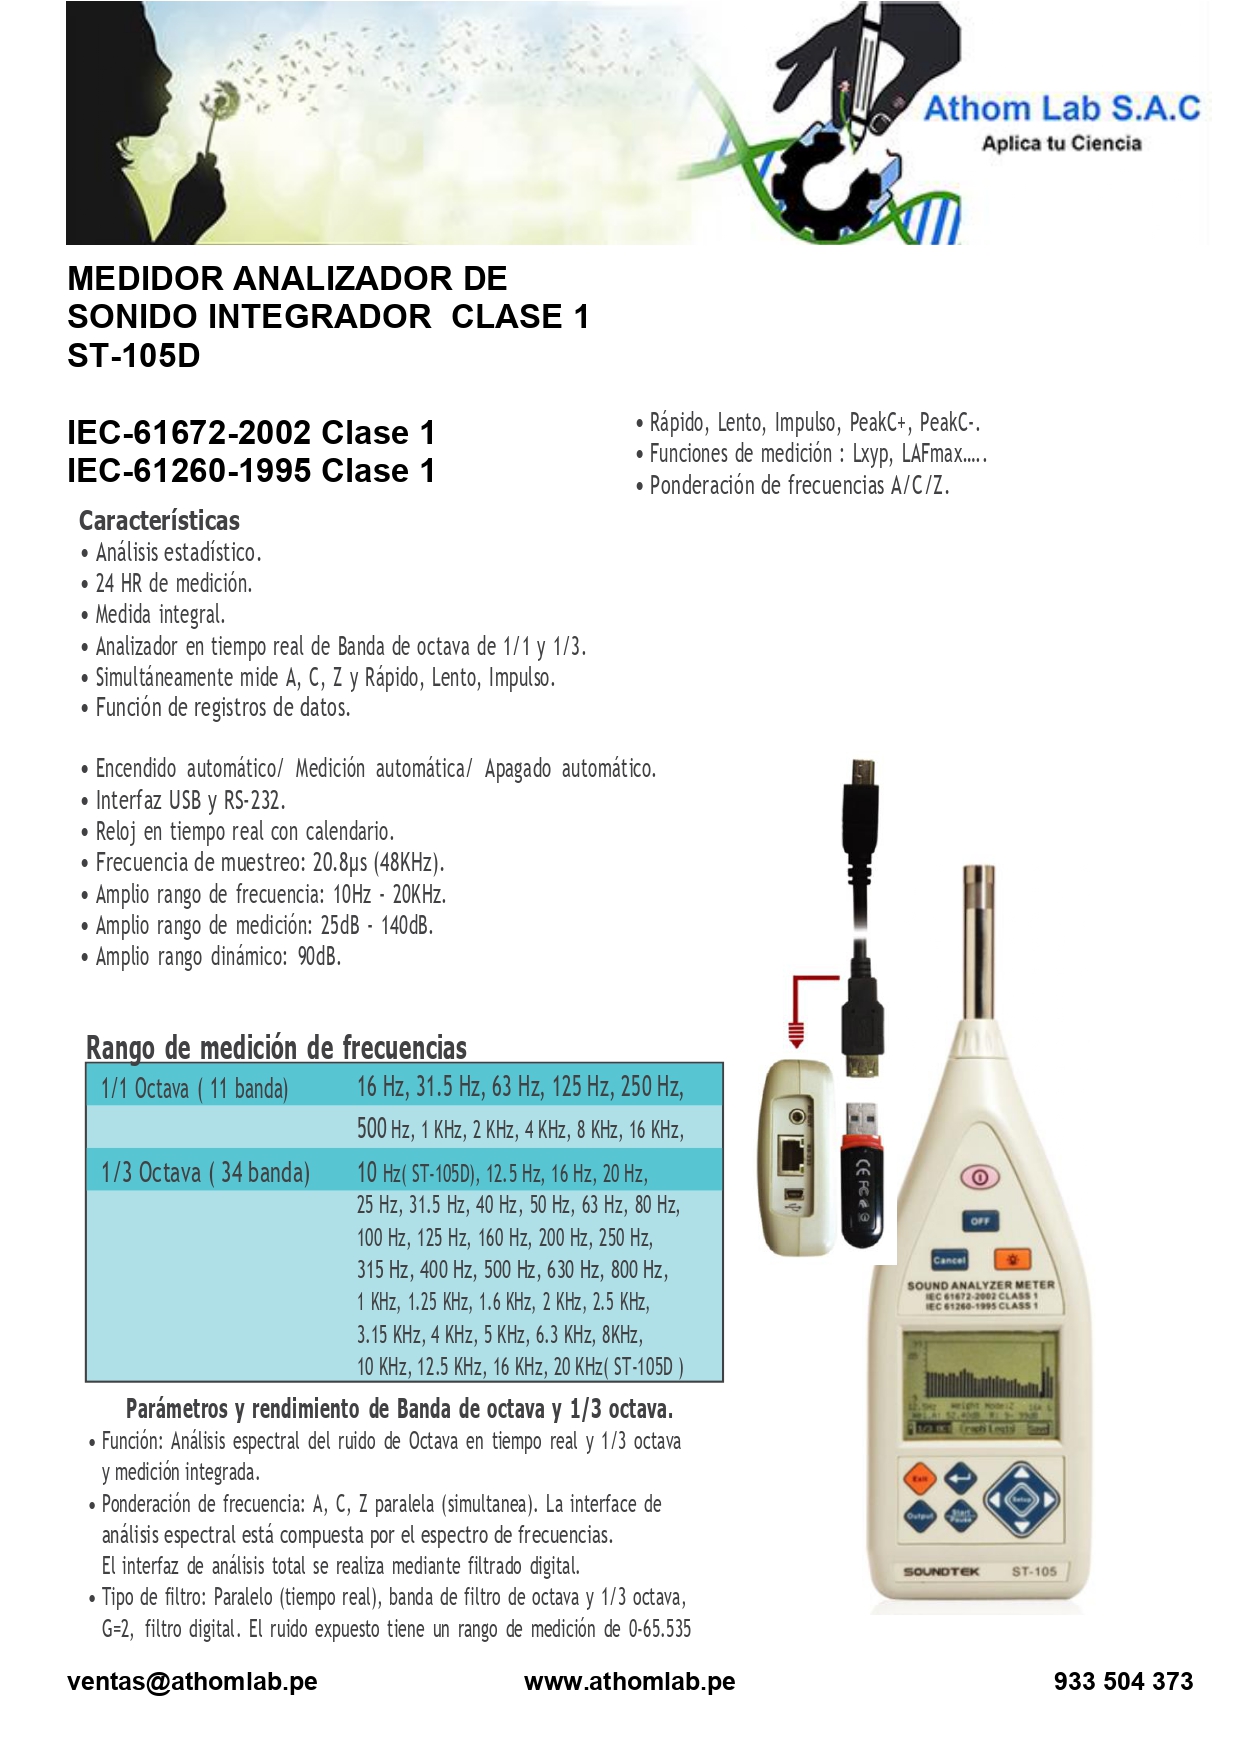 Athom Lab S.A.C
Aplica tu Ciencia
MEDIDOR ANALIZADOR DE
SONIDO INTEGRADOR CLASE 1
ST-105D
IEC-61672-2002 Clase 1
IEC-61260-1995 Clase 1
Características
• Análisis estadístico.
• 24 HR de medición.
• Medida integral.
• Analizador en tiempo real de Banda de octava de 1/1 y 1/3.
• Simultáneamente mide A, C, Z y Rápido, Lento, Impulso.
• Función de registros de datos.
• Encendido automático/ Medición automática/ Apagado automático.
• Interfaz USB y RS-232.
• Reloj en tiempo real con calendario.
• Frecuencia de muestreo: 20.8μs (48KHz).
• Amplio rango de frecuencia: 10Hz - 20KHz.
• Amplio rango de medición: 25dB - 140dB.
• Amplio rango dinámico: 90dB.
• Rápido, Lento, Impulso, PeakC+, PeakC-.
• Funciones de medición : Lxyp, LAFmax.....
• Ponderación de frecuencias A/C/Z.
Rango de medición de frecuencias
1/1 Octava ( 11 banda) 16 Hz, 31.5 Hz, 63 Hz, 125 Hz, 250 Hz,
500 Hz, 1 KHz, 2 KHz, 4 KHz, 8 KHz, 16 KHz,
1/3 Octava ( 34 banda) 10 Hz( ST-105D), 12.5 Hz, 16 Hz, 20 Hz,
25 Hz, 31.5 Hz, 40 Hz, 50 Hz, 63 Hz, 80 Hz,
100 Hz, 125 Hz, 160 Hz, 200 Hz, 250 Hz,
315 Hz, 400 Hz, 500 Hz, 630 Hz, 800 Hz,
1 KHz, 1.25 KHz, 1.6 KHz, 2 KHz, 2.5 KHz,
3.15 KHz, 4 KHz, 5 KHz, 6.3 KHz, 8KHz,
10 KHz, 12.5 KHz, 16 KHz, 20 KHz( ST-105D )
Parámetros y rendimiento de Banda de octava y 1/3 octava.
• Función: Análisis espectral del ruido de Octava en tiempo real y 1/3 octava
y medición integrada.
• Ponderación de frecuencia: A, C, Z paralela (simultanea). La interface de
análisis espectral está compuesta por el espectro de frecuencias.
El interfaz de análisis total se realiza mediante filtrado digital.
• Tipo de filtro: Paralelo (tiempo real), banda de filtro de octava y 1/3 octava,
G=2, filtro digital. El ruido expuesto tiene un rango de medición de 0-65.535
CE FC
OFF
Cancel
SOUND ANALYZER METER
IEC 61672-2002 CLASS 1
IEC 61260-1995 CLASS 1
Exit
Output
Start
Pause
Setup
SOUNDTEK ST-105
ventas@athomlab.pe www.athomlab.pe 933 504 373